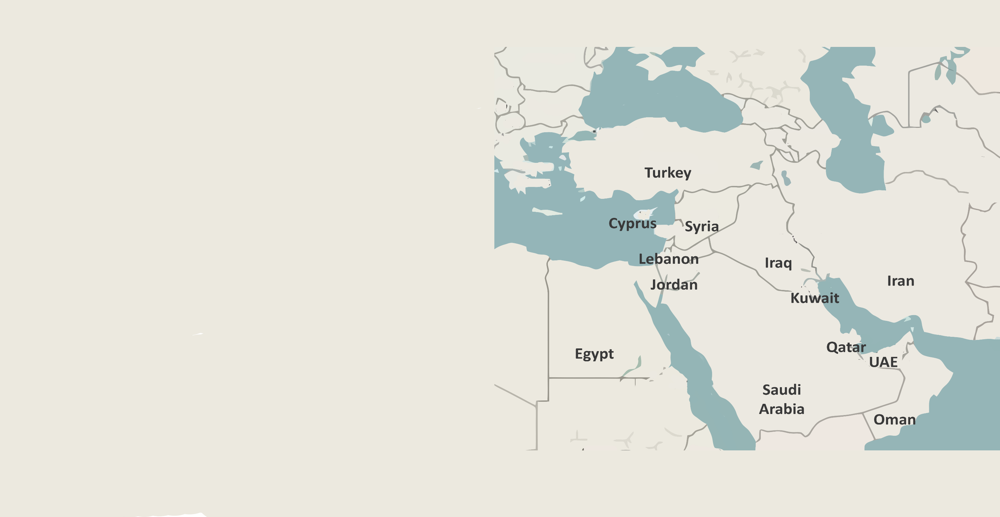 Turkey
Cyprus
Syria
Lebanon
Iraq
Jordan
Iran
Kuwait
Qatar
Egypt
UAE
Saudi
Arabia
Oman